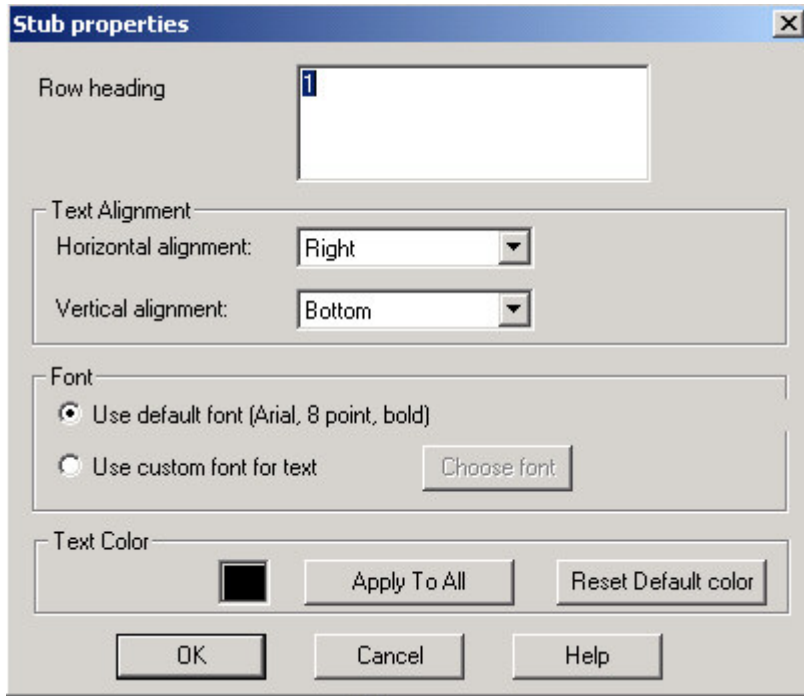 Stub properties
Row heading
1
Text Alignment
Horizontal alignment:
Right
Vertical alignment:
Bottom
Font
Use default font (Arial, 8 point, bold)
Use custom font for text
Choose font
Text Color
Apply To All
Reset Default color
OK
Cancel
Help